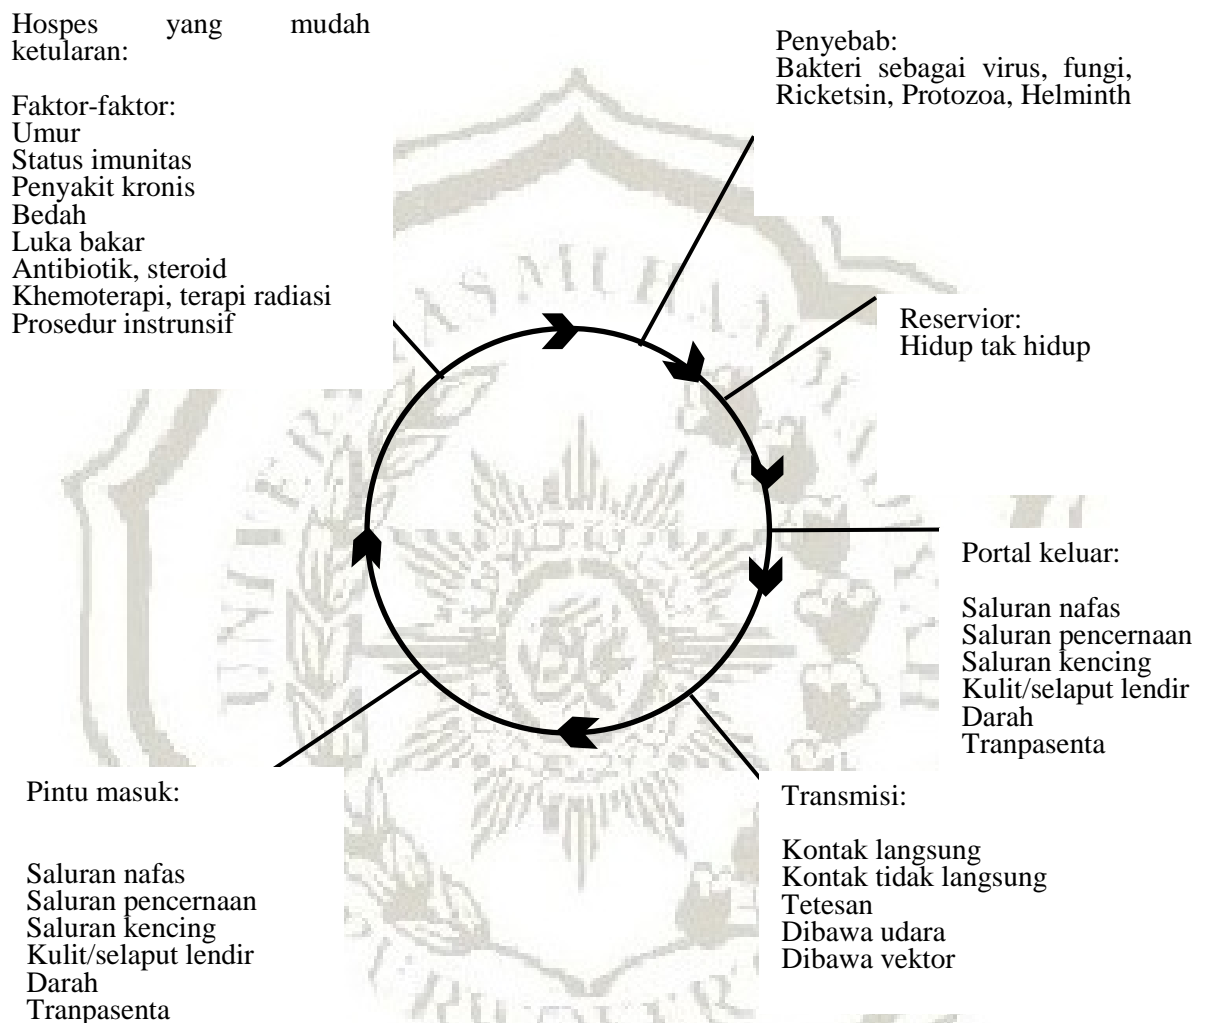 Hospes yang mudah
ketularan:
Faktor-faktor:
Umur
Status imunitas
Penyakit kronis
Bedah
Luka bakar
Antibiotik, steroid
Khemoterapi, terapi radiasi
Prosedur instrunsif
Penyebab:
Bakteri sebagai virus, fungi,
Ricketsin, Protozoa, Helminth
Reservior:
Hidup tak hidup
Portal keluar:
Saluran nafas
Saluran pencernaan
Saluran kencing
Kulit/selaput lendir
Darah
Tranpasenta
Transmisi:
Kontak langsung
Kontak tidak langsung
Tetesan
Dibawa udara
Dibawa vektor
Pintu masuk:
Saluran nafas
Saluran pencernaan
Saluran kencing
Kulit/selaput lendir
Darah
Tranpasenta